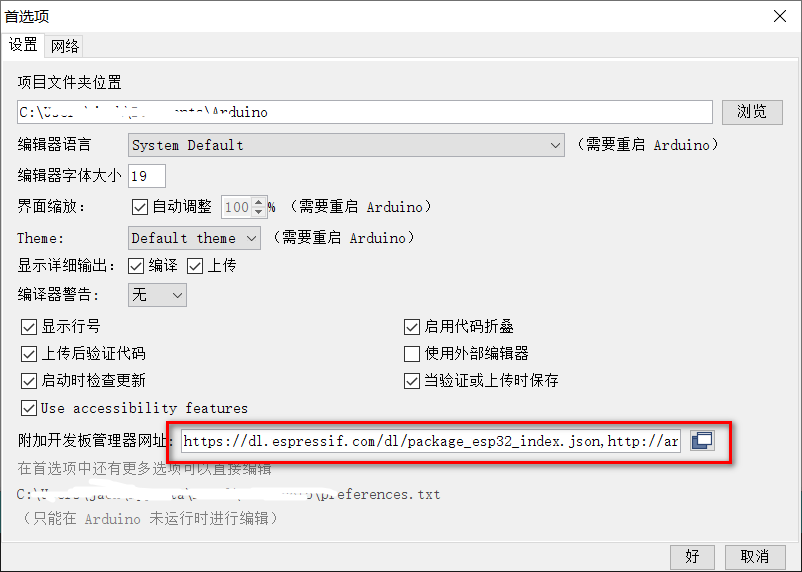 首选项
设置 网络
项目文件夹位置
\Arduino 浏览
编辑器语言 System Default （需要重启 Arduino）
编辑器字体大小 19
界面缩放： 自动调整 100 % （需要重启 Arduino）
Theme: Default theme （需要重启 Arduino）
显示详细输出： 编译 上传
编译器警告: 无
显示行号 启用代码折叠
上传后验证代码 使用外部编辑器
启动时检查更新 当验证或上传时保存
Use accessibility features
附加开发板管理器网址: https://dl.espressif.com/dl/package_esp32_index.json,http://ar
在首选项中还有更多选项可以直接编辑
\preferences.txt
（只能在 Arduino 未运行时进行编辑）
好 取消